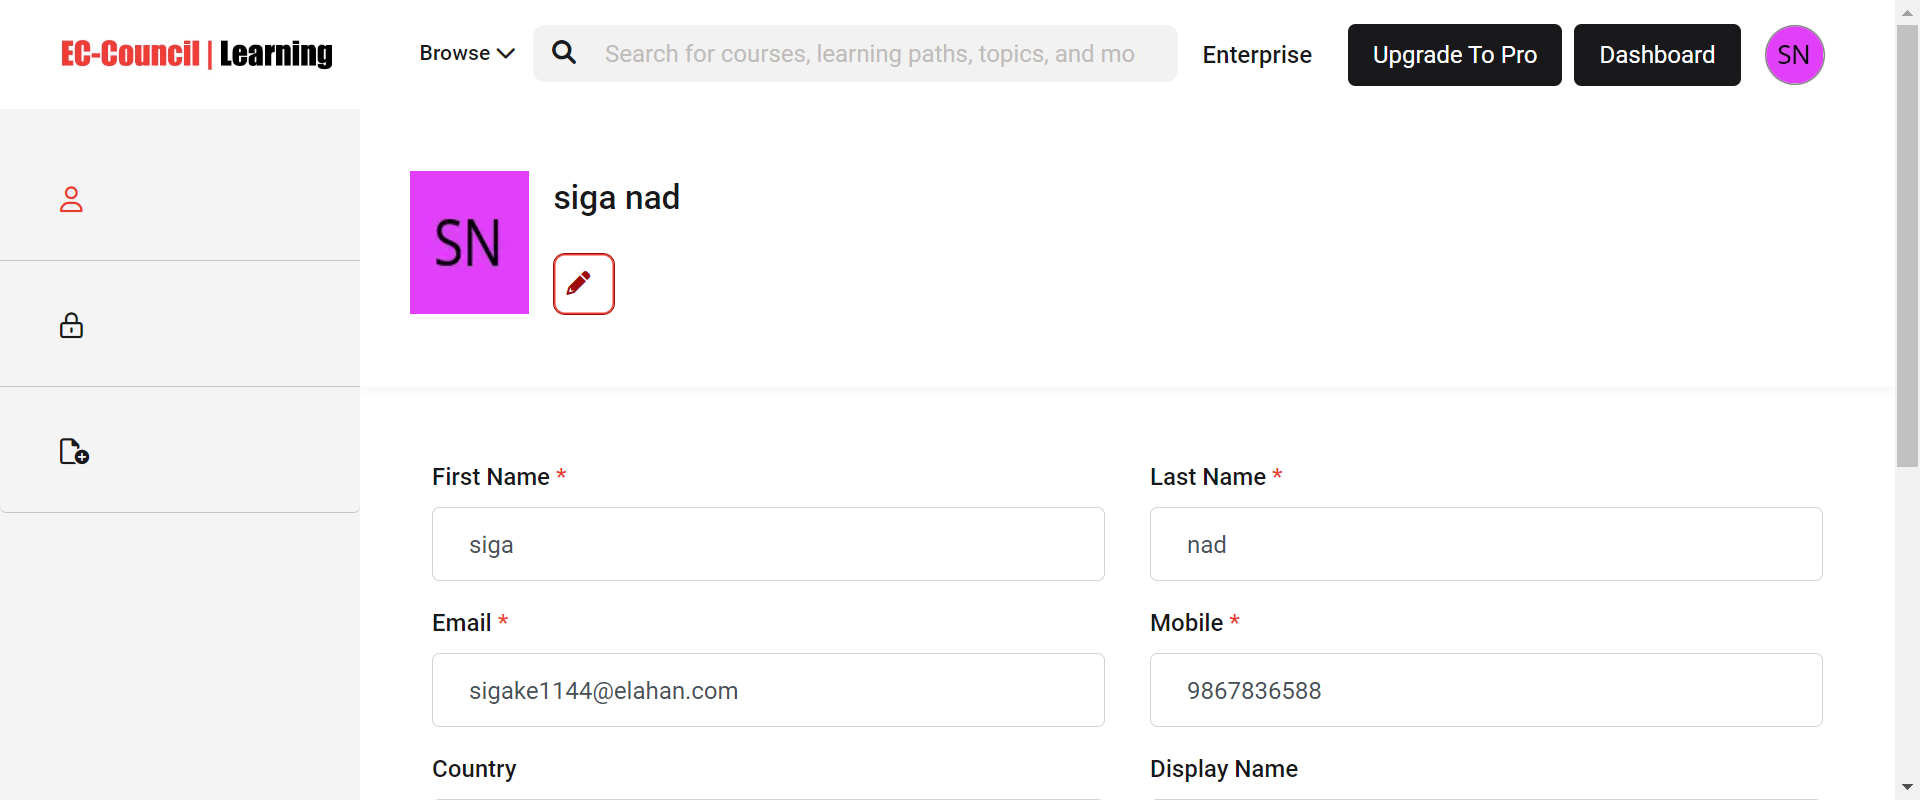 EC-Council | Learning
Browse
Search for courses, learning paths, topics, and mo
Enterprise
Upgrade To Pro
Dashboard
SN
SN
siga nad
First Name *
Last Name *
siga
nad
Email *
Mobile *
sigake1144@elahan.com
9867836588
Country
Display Name